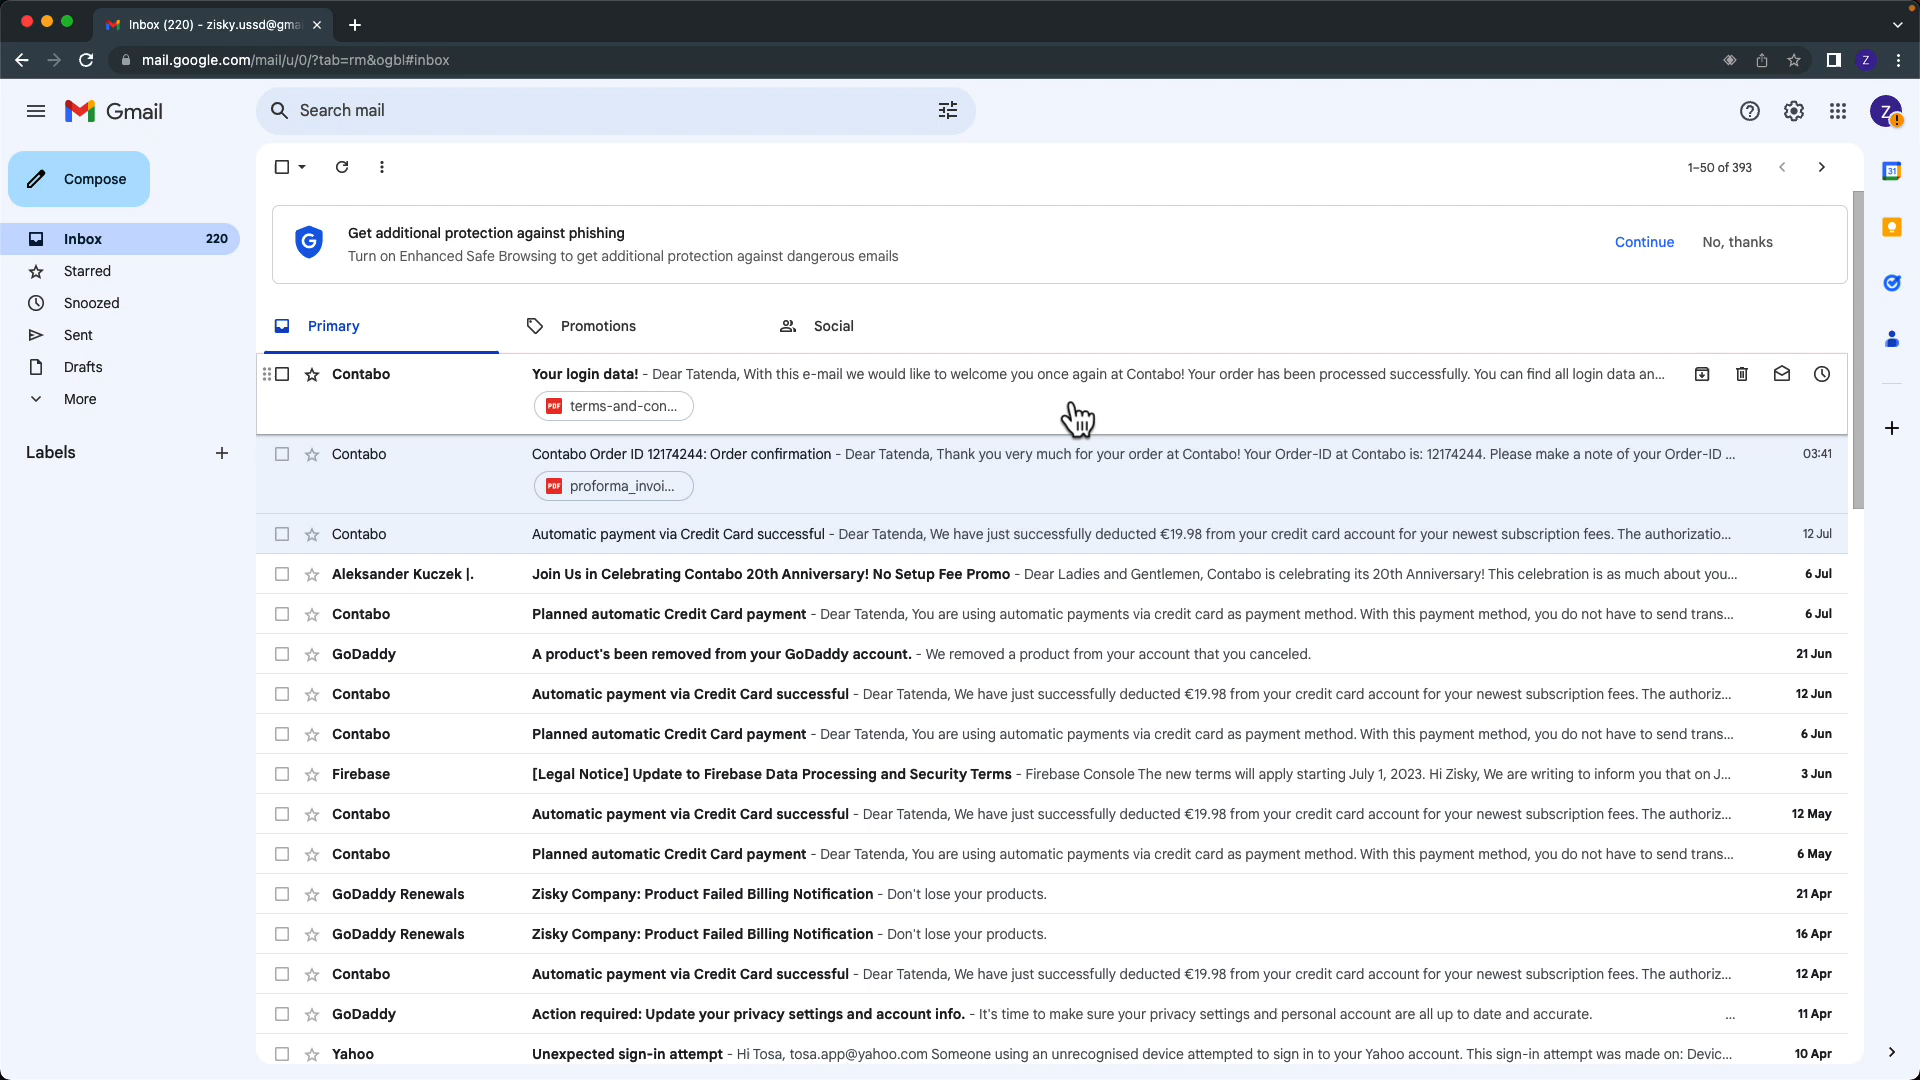 Inbox (220) - zisky.ussd@gma
mail.google.com/mail/u/0/?tab=rm&ogbl#inbox
Z
Gmail
Search mail
Z
Compose
1–50 of 393
31
Inbox 220
Starred
Snoozed
Sent
Drafts
More
Labels
G
Get additional protection against phishing
Turn on Enhanced Safe Browsing to get additional protection against dangerous emails
Continue No, thanks
Primary Promotions Social
Contabo Your login data! - Dear Tatenda, With this e-mail we would like to welcome you once again at Contabo! Your order has been processed successfully. You can find all login data an...
PDF terms-and-con...
Contabo Contabo Order ID 12174244: Order confirmation - Dear Tatenda, Thank you very much for your order at Contabo! Your Order-ID at Contabo is: 12174244. Please make a note of your Order-ID ... 03:41
PDF proforma_invoi...
Contabo Automatic payment via Credit Card successful - Dear Tatenda, We have just successfully deducted €19.98 from your credit card account for your newest subscription fees. The authorizatio... 12 Jul
Aleksander Kuczek |. Join Us in Celebrating Contabo 20th Anniversary! No Setup Fee Promo - Dear Ladies and Gentlemen, Contabo is celebrating its 20th Anniversary! This celebration is as much about you... 6 Jul
Contabo Planned automatic Credit Card payment - Dear Tatenda, You are using automatic payments via credit card as payment method. With this payment method, you do not have to send trans... 6 Jul
GoDaddy A product's been removed from your GoDaddy account. - We removed a product from your account that you canceled. 21 Jun
Contabo Automatic payment via Credit Card successful - Dear Tatenda, We have just successfully deducted €19.98 from your credit card account for your newest subscription fees. The authoriz... 12 Jun
Contabo Planned automatic Credit Card payment - Dear Tatenda, You are using automatic payments via credit card as payment method. With this payment method, you do not have to send trans... 6 Jun
Firebase [Legal Notice] Update to Firebase Data Processing and Security Terms - Firebase Console The new terms will apply starting July 1, 2023. Hi Zisky, We are writing to inform you that on J... 3 Jun
Contabo Automatic payment via Credit Card successful - Dear Tatenda, We have just successfully deducted €19.98 from your credit card account for your newest subscription fees. The authoriz... 12 May
Contabo Planned automatic Credit Card payment - Dear Tatenda, You are using automatic payments via credit card as payment method. With this payment method, you do not have to send trans... 6 May
GoDaddy Renewals Zisky Company: Product Failed Billing Notification - Don't lose your products. 21 Apr
GoDaddy Renewals Zisky Company: Product Failed Billing Notification - Don't lose your products. 16 Apr
Contabo Automatic payment via Credit Card successful - Dear Tatenda, We have just successfully deducted €19.98 from your credit card account for your newest subscription fees. The authoriz... 12 Apr
GoDaddy Action required: Update your privacy settings and account info. - It's time to make sure your privacy settings and personal account are all up to date and accurate. ... 11 Apr
Yahoo Unexpected sign-in attempt - Hi Tosa, tosa.app@yahoo.com Someone using an unrecognised device attempted to sign in to your Yahoo account. This sign-in attempt was made on: Devic... 10 Apr